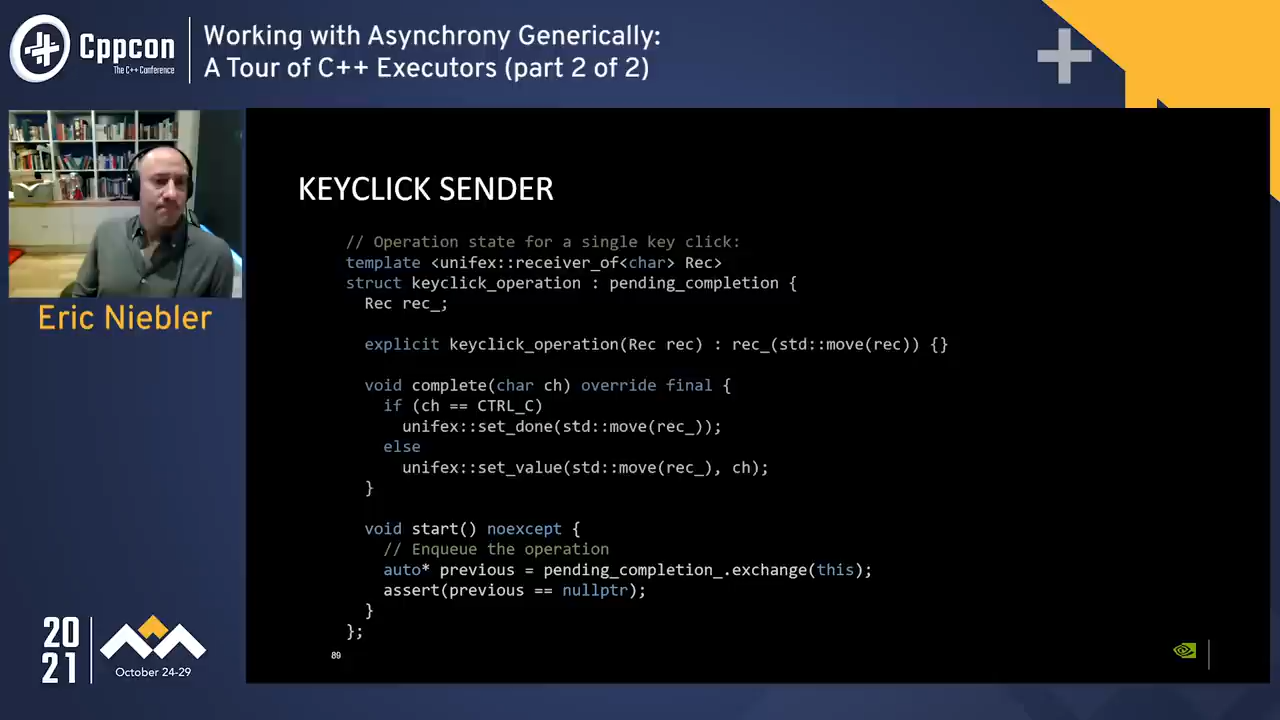 Cppcon
The C++ Conference
Working with Asynchrony Generically:
A Tour of C++ Executors (part 2 of 2)
Eric Niebler
KEYCLICK SENDER
// Operation state for a single key click:
template <unifex::receiver_of<char> Rec>
struct keyclick_operation : pending_completion {
  Rec rec_;
  explicit keyclick_operation(Rec rec) : rec_(std::move(rec)) {}
  void complete(char ch) override final {
    if (ch == CTRL_C)
      unifex::set_done(std::move(rec_));
    else
      unifex::set_value(std::move(rec_), ch);
  }
  void start() noexcept {
    // Enqueue the operation
    auto* previous = pending_completion_.exchange(this);
    assert(previous == nullptr);
  }
};
89
20
21
October 24-29